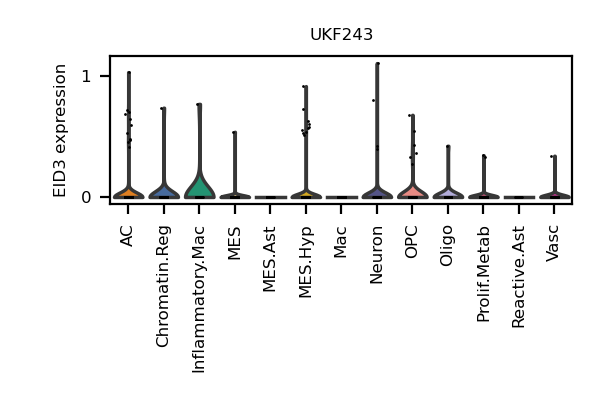 UKF243
EID3 expression
1
0
AC
Chromatin.Reg
Inflammatory.Mac
MES
MES.Ast
MES.Hyp
Mac
Neuron
OPC
Oligo
Prolif.Metab
Reactive.Ast
Vasc